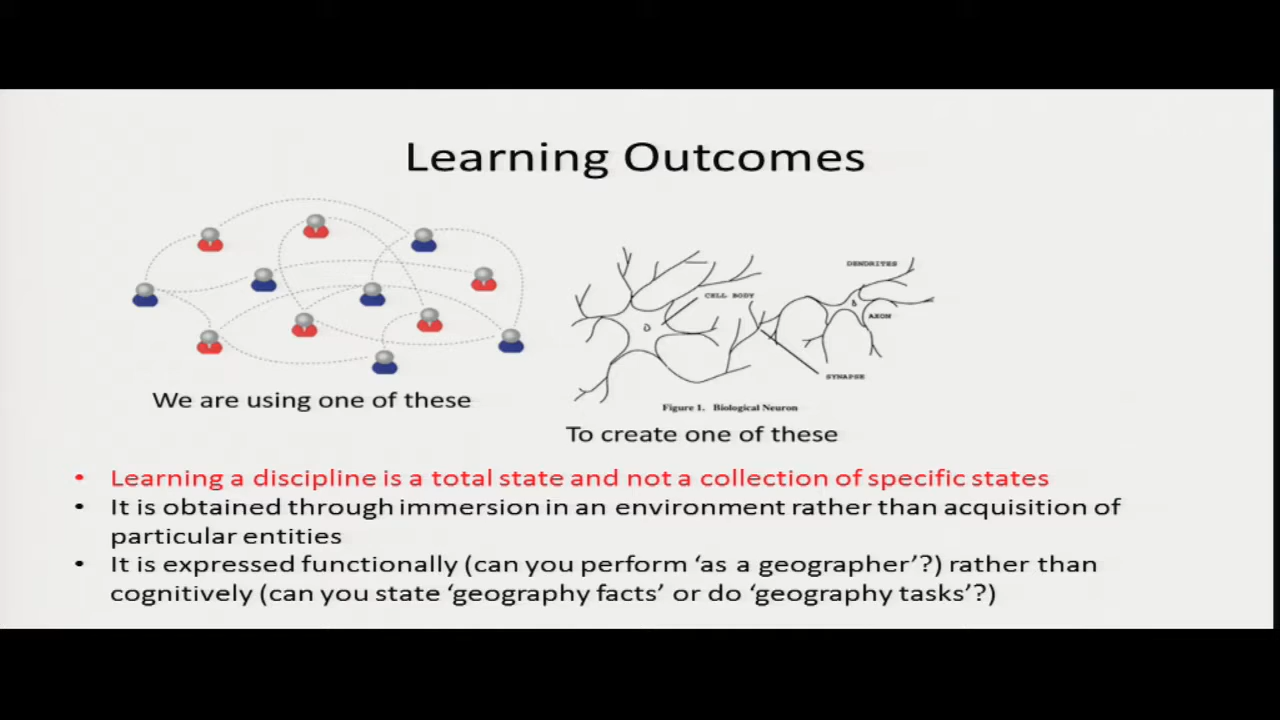 Learning Outcomes
DENDRITES
CELL BODY
AXON
SYNAPSE
Figure 1. Biological Neuron
We are using one of these
To create one of these
• Learning a discipline is a total state and not a collection of specific states
• It is obtained through immersion in an environment rather than acquisition of
particular entities
• It is expressed functionally (can you perform ‘as a geographer’?) rather than
cognitively (can you state ‘geography facts’ or do ‘geography tasks’?)